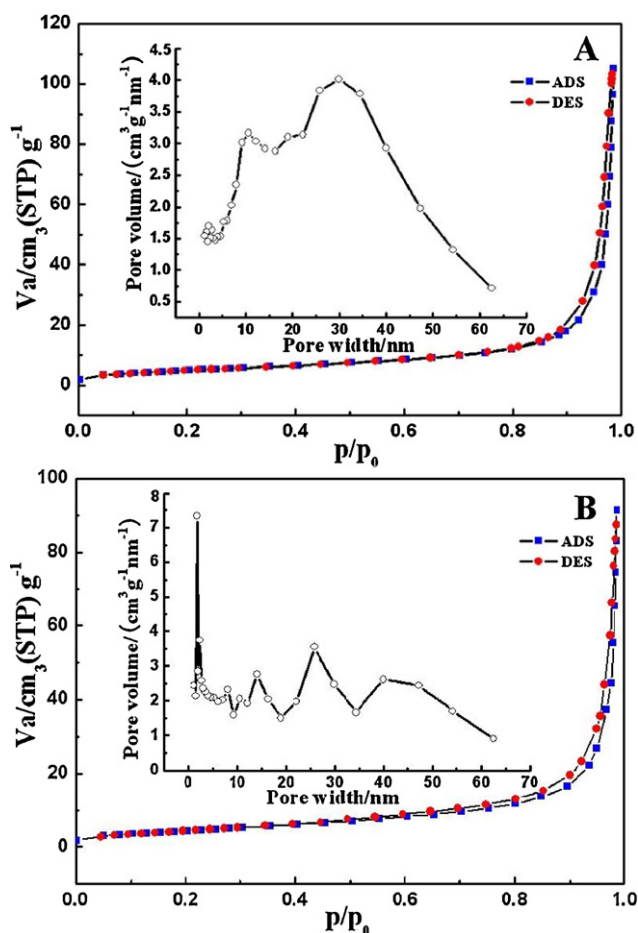 A
ADS
DES
Va/cm3(STP) g-1
120
100
80
60
40
20
0
0.0 0.2 0.4 0.6 0.8 1.0
p/p0
Pore volume/(cm3g-1nm-1)
4.5
4.0
3.5
3.0
2.5
2.0
1.5
1.0
0.5
0 10 20 30 40 50 60 70
Pore width/nm
B
ADS
DES
Va/cm3(STP) g-1
100
80
60
40
20
0
0.0 0.2 0.4 0.6 0.8 1.0
p/p0
Pore volume/(cm3g-1nm-1)
8
7
6
5
4
3
2
1
0 10 20 30 40 50 60 70
Pore width/nm